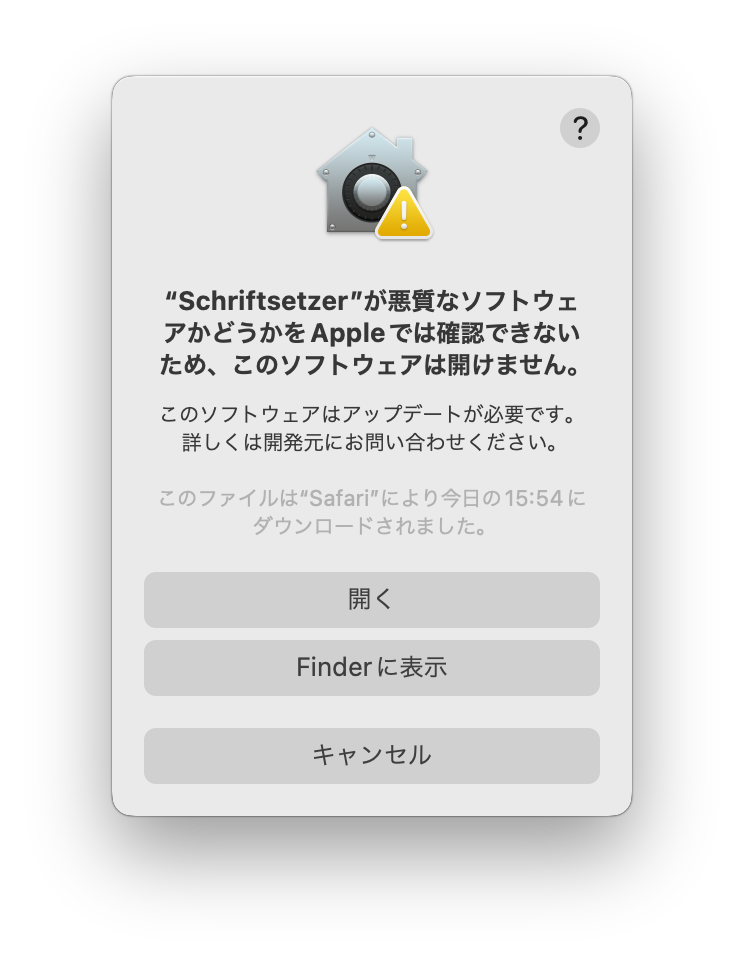 ?
“Schriftsetzer”が悪質なソフトウェ
アかどうかをAppleでは確認できない
ため、このソフトウェアは開けません。
このソフトウェアはアップデートが必要です。
詳しくは開発元にお問い合わせください。
このファイルは“Safari”により今日の15:54に
ダウンロードされました。
開く
Finderに表示
キャンセル